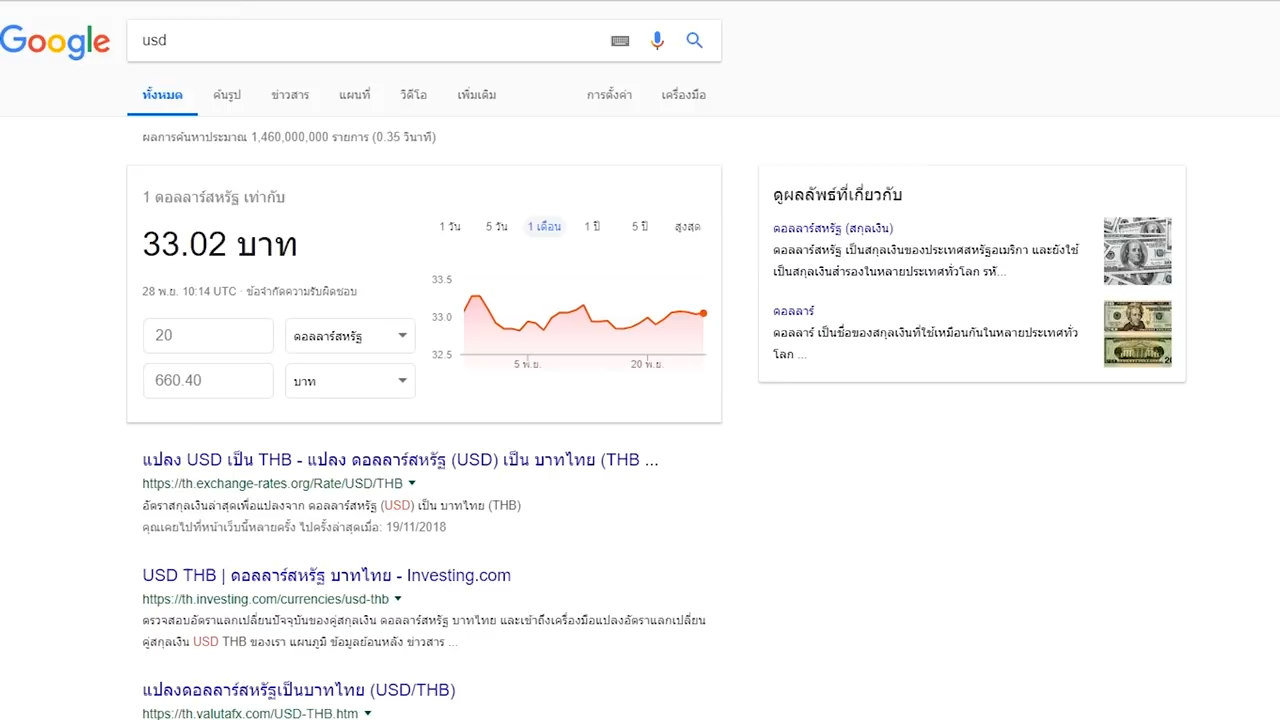 Google
usd
ทั้งหมด ค้นรูป ข่าวสาร แผนที่ วิดีโอ เพิ่มเติม การตั้งค่า เครื่องมือ
ผลการค้นหาประมาณ 1,460,000,000 รายการ (0.35 วินาที)
1 ดอลลาร์สหรัฐ เท่ากับ
33.02 บาท
28 พ.ย. 10:14 UTC · ข้อจำกัดความรับผิดชอบ
20 ดอลลาร์สหรัฐ
660.40 บาท
1 วัน 5 วัน 1 เดือน 1 ปี 5 ปี สูงสุด
33.5
33.0
32.5
5 พ.ย. 20 พ.ย.
แปลง USD เป็น THB - แปลง ดอลลาร์สหรัฐ (USD) เป็น บาทไทย (THB ...
https://th.exchange-rates.org/Rate/USD/THB
อัตราสกุลเงินล่าสุดเพื่อแปลงจาก ดอลลาร์สหรัฐ (USD) เป็น บาทไทย (THB)
คุณเคยไปที่หน้าเว็บนี้หลายครั้ง ไปครั้งล่าสุดเมื่อ: 19/11/2018
USD THB | ดอลลาร์สหรัฐ บาทไทย - Investing.com
https://th.investing.com/currencies/usd-thb
ตรวจสอบอัตราแลกเปลี่ยนปัจจุบันของคู่สกุลเงิน ดอลลาร์สหรัฐ บาทไทย และเข้าถึงเครื่องมือแปลงอัตราแลกเปลี่ยน
คู่สกุลเงิน USD THB ของเรา แผนภูมิ ข้อมูลย้อนหลัง ข่าวสาร ...
แปลงดอลลาร์สหรัฐเป็นบาทไทย (USD/THB)
https://th.valutafx.com/USD-THB.htm
ดูผลลัพธ์ที่เกี่ยวกับ
ดอลลาร์สหรัฐ (สกุลเงิน)
ดอลลาร์สหรัฐ เป็นสกุลเงินของประเทศสหรัฐอเมริกา และยังใช้
เป็นสกุลเงินสำรองในหลายประเทศทั่วโลก รหั...
ดอลลาร์
ดอลลาร์ เป็นชื่อของสกุลเงินที่ใช้เหมือนกันในหลายประเทศทั่ว
โลก ...